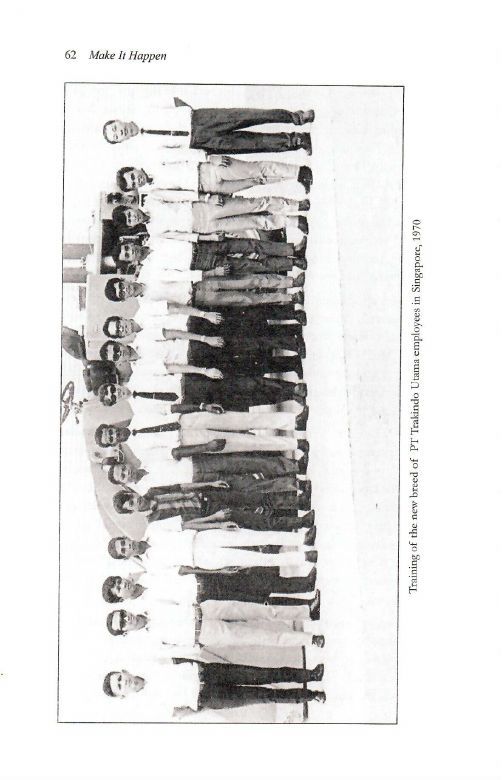 62 Make It Happen
Training of the new breed of PT Trakindo Utama employees in Singapore, 1970